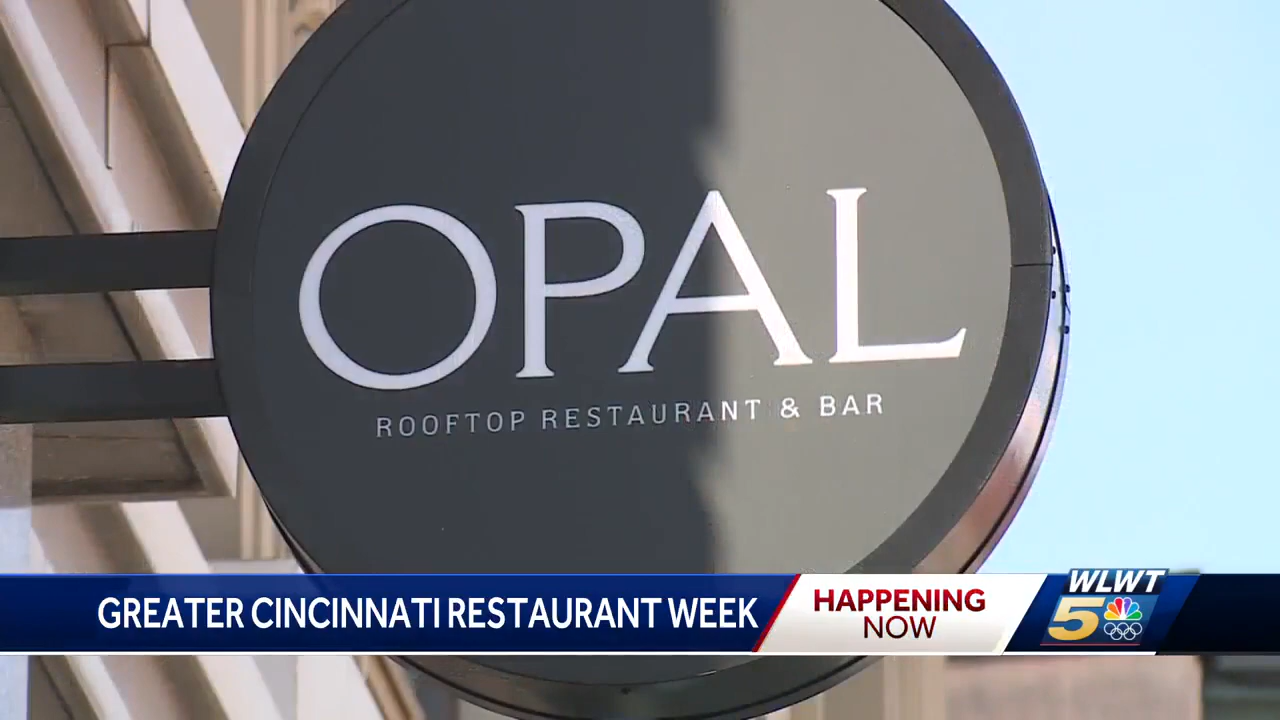 OPAL
ROOFTOP RESTAURANT & BAR
GREATER CINCINNATI RESTAURANT WEEK
HAPPENING
NOW
WLWT
5